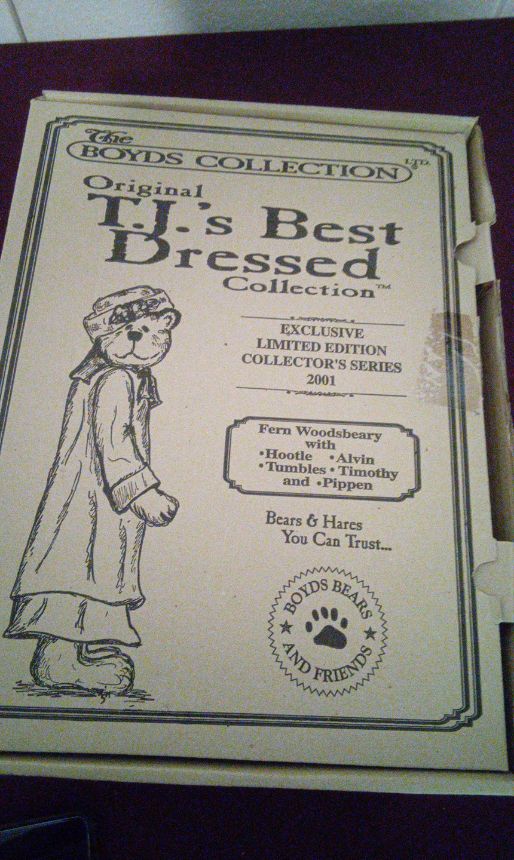 The
BOYDS COLLECTION LTD.
Original
T.J.'s Best
Dressed
Collection™
EXCLUSIVE
LIMITED EDITION
COLLECTOR'S SERIES
2001
Fern Woodsbeary
with
•Hootle •Alvin
•Tumbles •Timothy
and •Pippen
Bears & Hares
You Can Trust...
BOYDS BEARS
AND FRIENDS